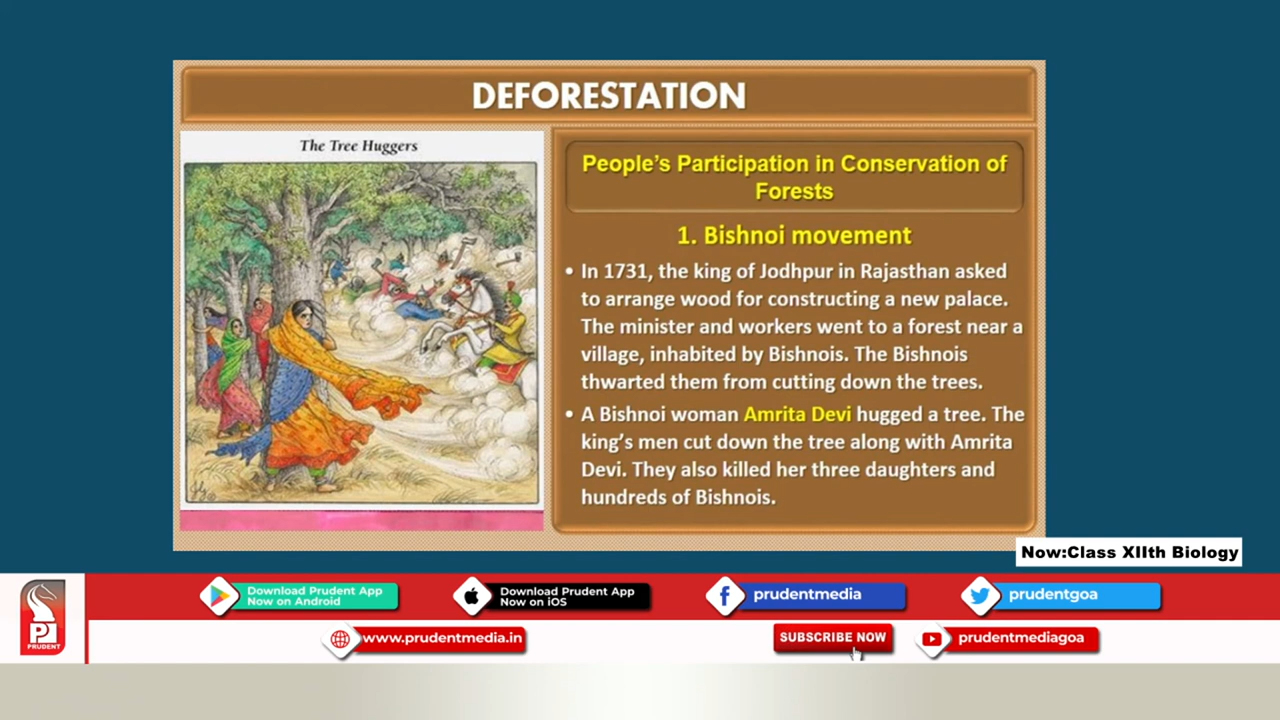 DEFORESTATION
The Tree Huggers
People's Participation in Conservation of
Forests
1. Bishnoi movement
• In 1731, the king of Jodhpur in Rajasthan asked
to arrange wood for constructing a new palace.
The minister and workers went to a forest near a
village, inhabited by Bishnois. The Bishnois
thwarted them from cutting down the trees.
• A Bishnoi woman Amrita Devi hugged a tree. The
king's men cut down the tree along with Amrita
Devi. They also killed her three daughters and
hundreds of Bishnois.
Now:Class XIIth Biology
Download Prudent App
Now on Android
Download Prudent App
Now on iOS
prudentmedia
prudentgoa
PRUDENT
www.prudentmedia.in
SUBSCRIBE NOW
prudentmediagoa